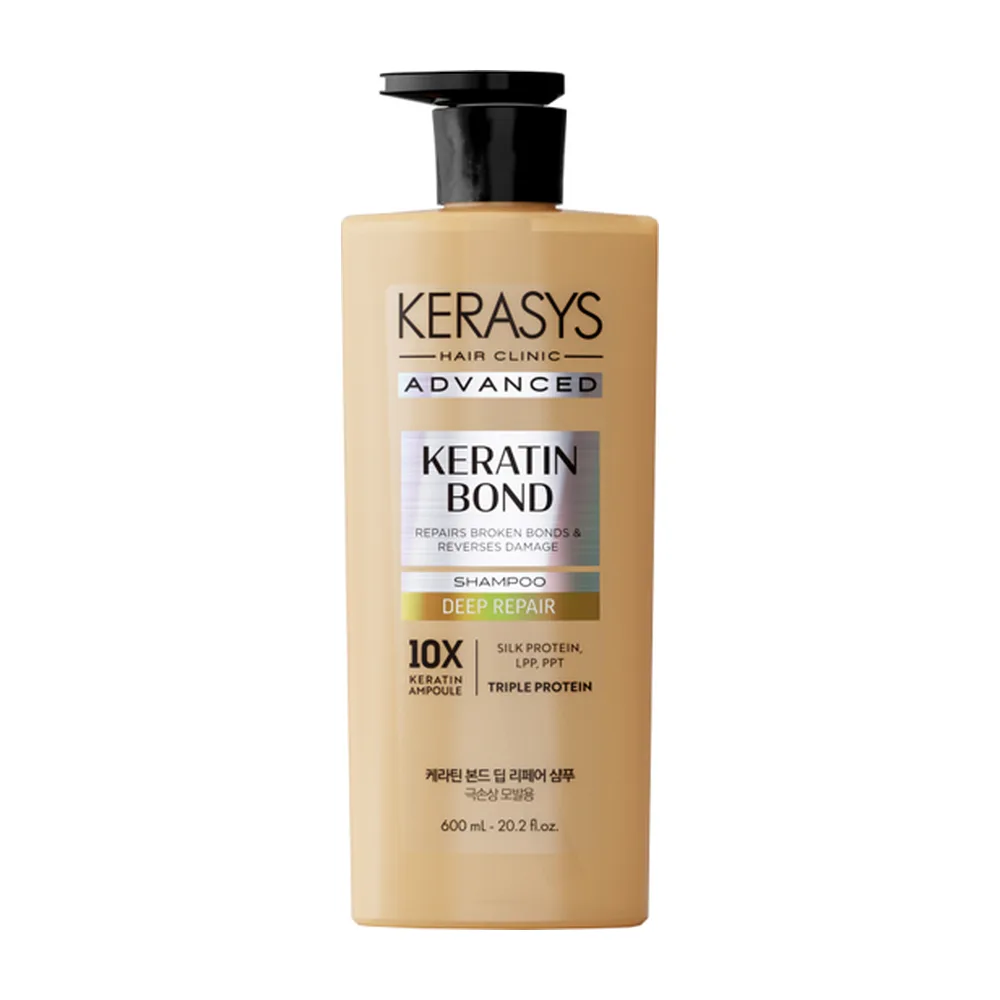 KERASYS
HAIR CLINIC
ADVANCED
KERATIN
BOND
REPAIRS BROKEN BONDS &
REVERSES DAMAGE
SHAMPOO
DEEP REPAIR
10X
KERATIN
AMPOULE
SILK PROTEIN,
LPP, PPT
TRIPLE PROTEIN
케라틴 본드 딥 리페어 샴푸
극손상 모발용
600 mL - 20.2 fl.oz.